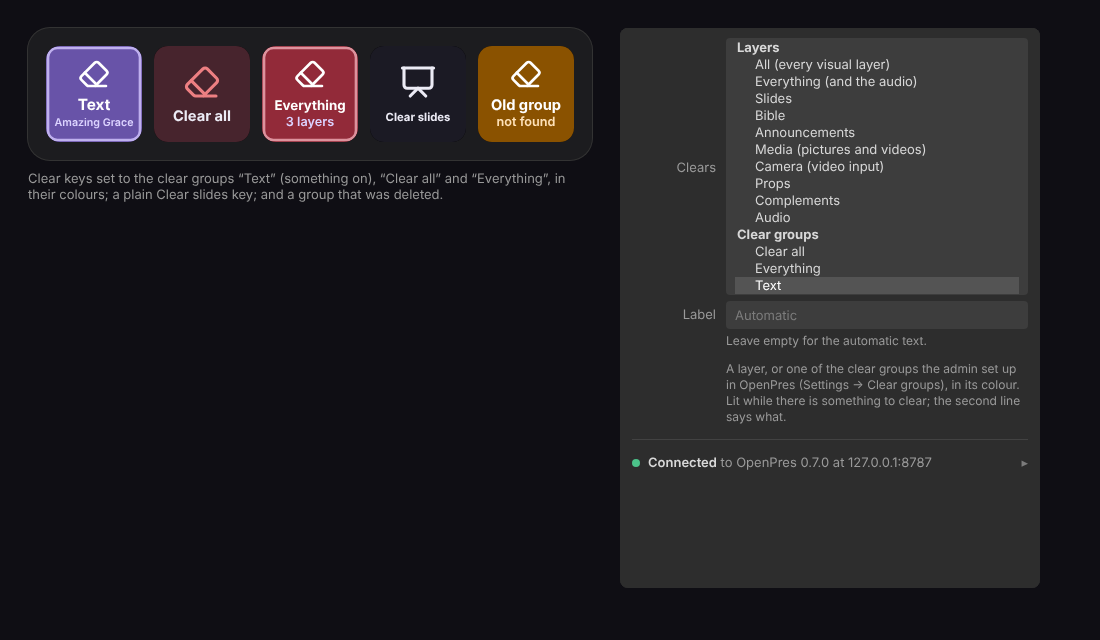 Text
Amazing Grace
Clear all
Everything
3 layers
Clear slides
Old group
not found
Clear keys set to the clear groups “Text” (something on), “Clear all” and “Everything”, in
their colours; a plain Clear slides key; and a group that was deleted.
Clears
Layers
All (every visual layer)
Everything (and the audio)
Slides
Bible
Announcements
Media (pictures and videos)
Camera (video input)
Props
Complements
Audio
Clear groups
Clear all
Everything
Text
Label
Automatic
Leave empty for the automatic text.
A layer, or one of the clear groups the admin set up
in OpenPres (Settings → Clear groups), in its colour.
Lit while there is something to clear; the second line
says what.
Connected to OpenPres 0.7.0 at 127.0.0.1:8787